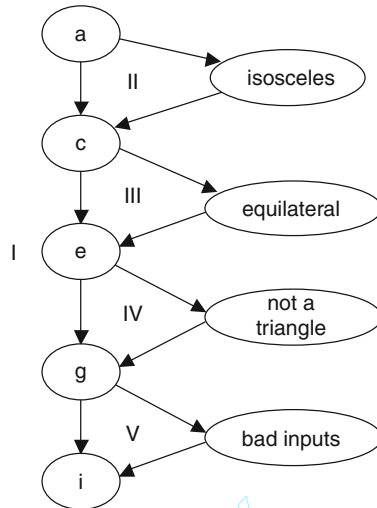 a
II
isosceles
c
III
equilateral
I
e
IV
not a
triangle
g
V
bad inputs
i